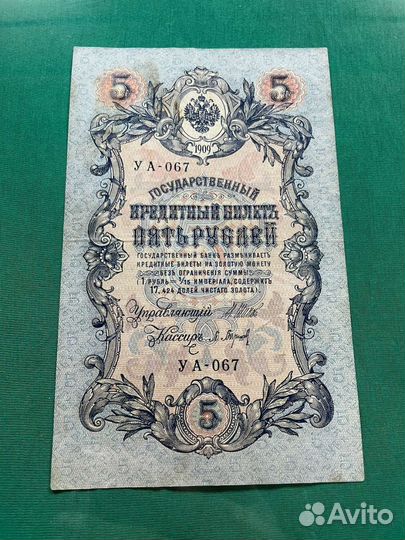 5 5
1909
УА-067
ГОСУДАРСТВЕННЫЙ
КРЕДИТНЫЙ БИЛЕТЪ
ПЯТЬ РУБЛЕЙ
ГОСУДАРСТВЕННЫЙ БАНКЪ РАЗМѢНИВАЕТЪ
КРЕДИТНЫЕ БИЛЕТЫ НА ЗОЛОТУЮ МОНЕТУ
БЕЗЪ ОГРАНИЧЕНІЯ СУММЫ
(1 РУБЛЬ = 1/15 ИМПЕРІАЛА, СОДЕРЖИТЪ
17,424 ДОЛЕЙ ЧИСТАГО ЗОЛОТА)
Управляющій
Кассиръ
УА-067
5
Avito